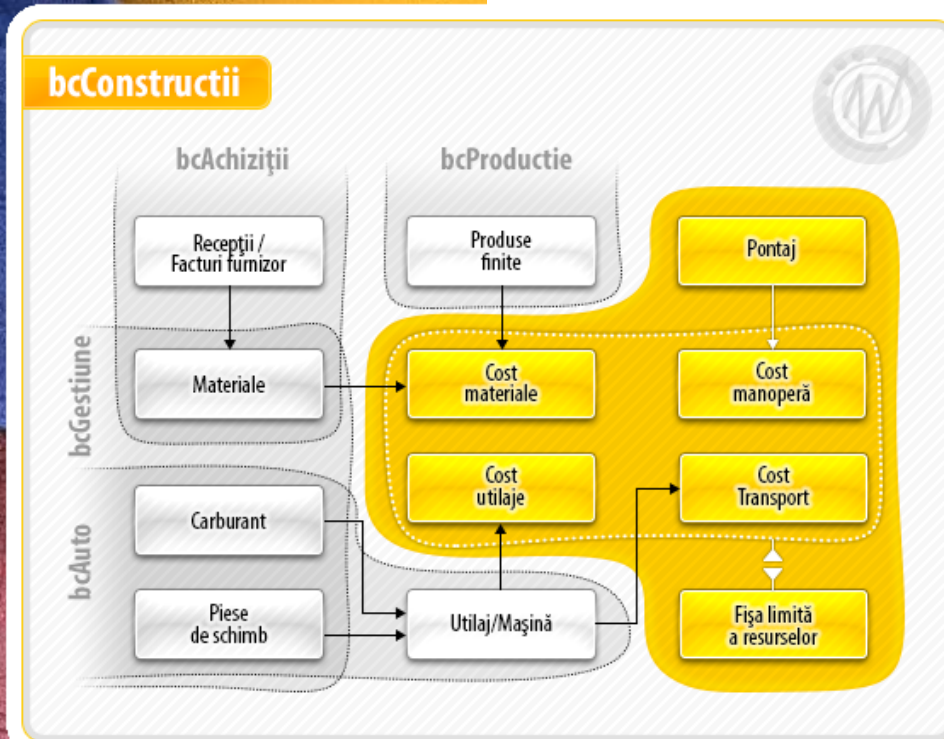 bcConstructii
bcAchiziţii
bcProductie
Recepţii /
Facturi furnizor
Produse
finite
Pontaj
bcGestiune
Materiale
Cost
materiale
Cost
manoperă
bcAuto
Carburant
Cost
utilaje
Cost
Transport
Piese
de schimb
Utilaj/Maşină
Fişa limită
a resurselor